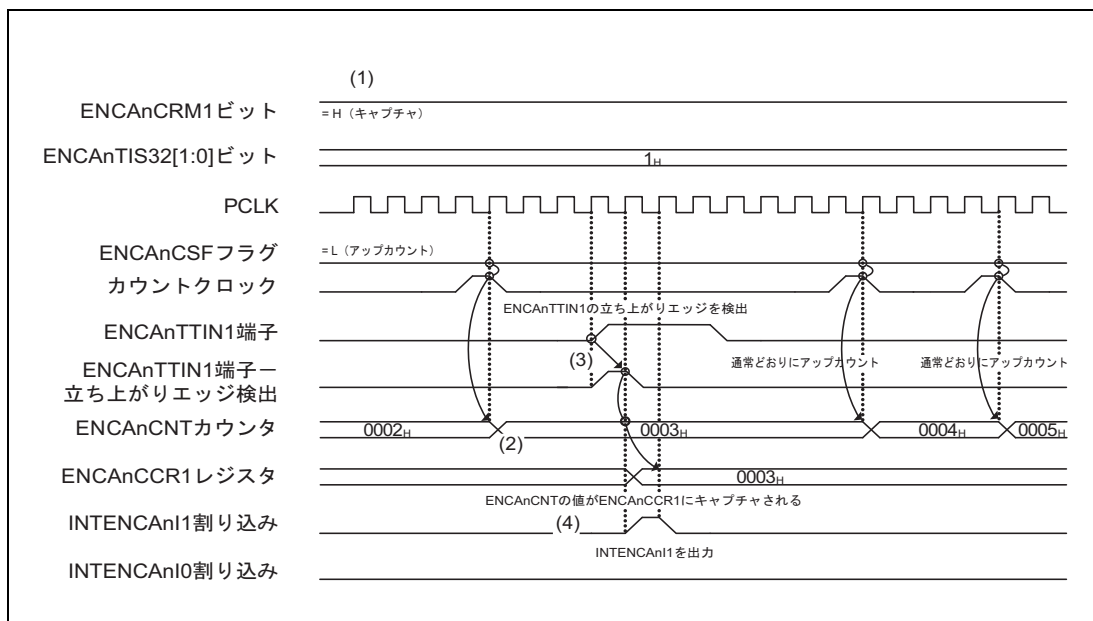 (1)
ENCAnCRM1ビット
= H（キャプチャ）
ENCAnTIS32[1:0]ビット
1H
PCLK
ENCAnCSFフラグ
= L（アップカウント）
カウントクロック
ENCAnTTIN1の立ち上がりエッジを検出
ENCAnTTIN1端子
(3)
通常どおりにアップカウント
通常どおりにアップカウント
ENCAnTTIN1端子－
立ち上がりエッジ検出
ENCAnCNTカウンタ
0002H
(2)
0003H
0004H
0005H
ENCAnCCR1レジスタ
0003H
ENCAnCNTの値がENCAnCCR1にキャプチャされる
INTENCAnI1割り込み
(4)
INTENCAnI1を出力
INTENCAnI0割り込み